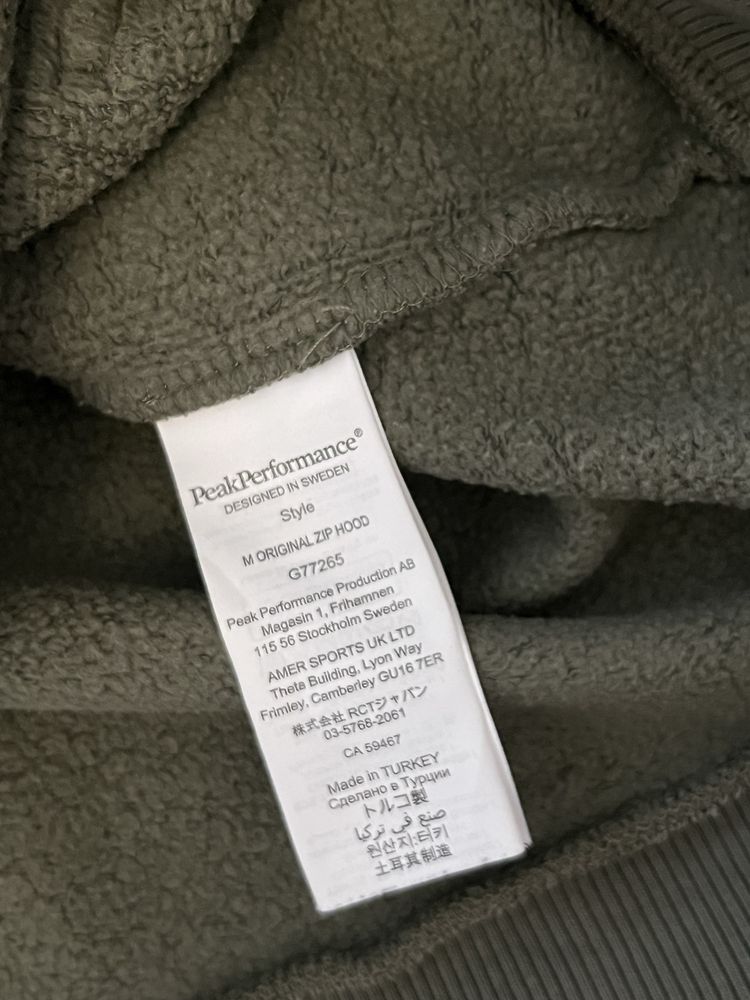 PeakPerformance®
DESIGNED IN SWEDEN
Style
M ORIGINAL ZIP HOOD
G77265
Peak Performance Production AB
Magasin 1, Frihamnen
115 56 Stockholm Sweden
AMER SPORTS UK LTD
Theta Building, Lyon Way
Frimley, Camberley GU16 7ER
株式会社 RCTジャパン
03-5768-2061
CA 59467
Made in TURKEY
Сделано в Турции
トルコ製
صنع في تركيا
원산지:터키
土耳其制造